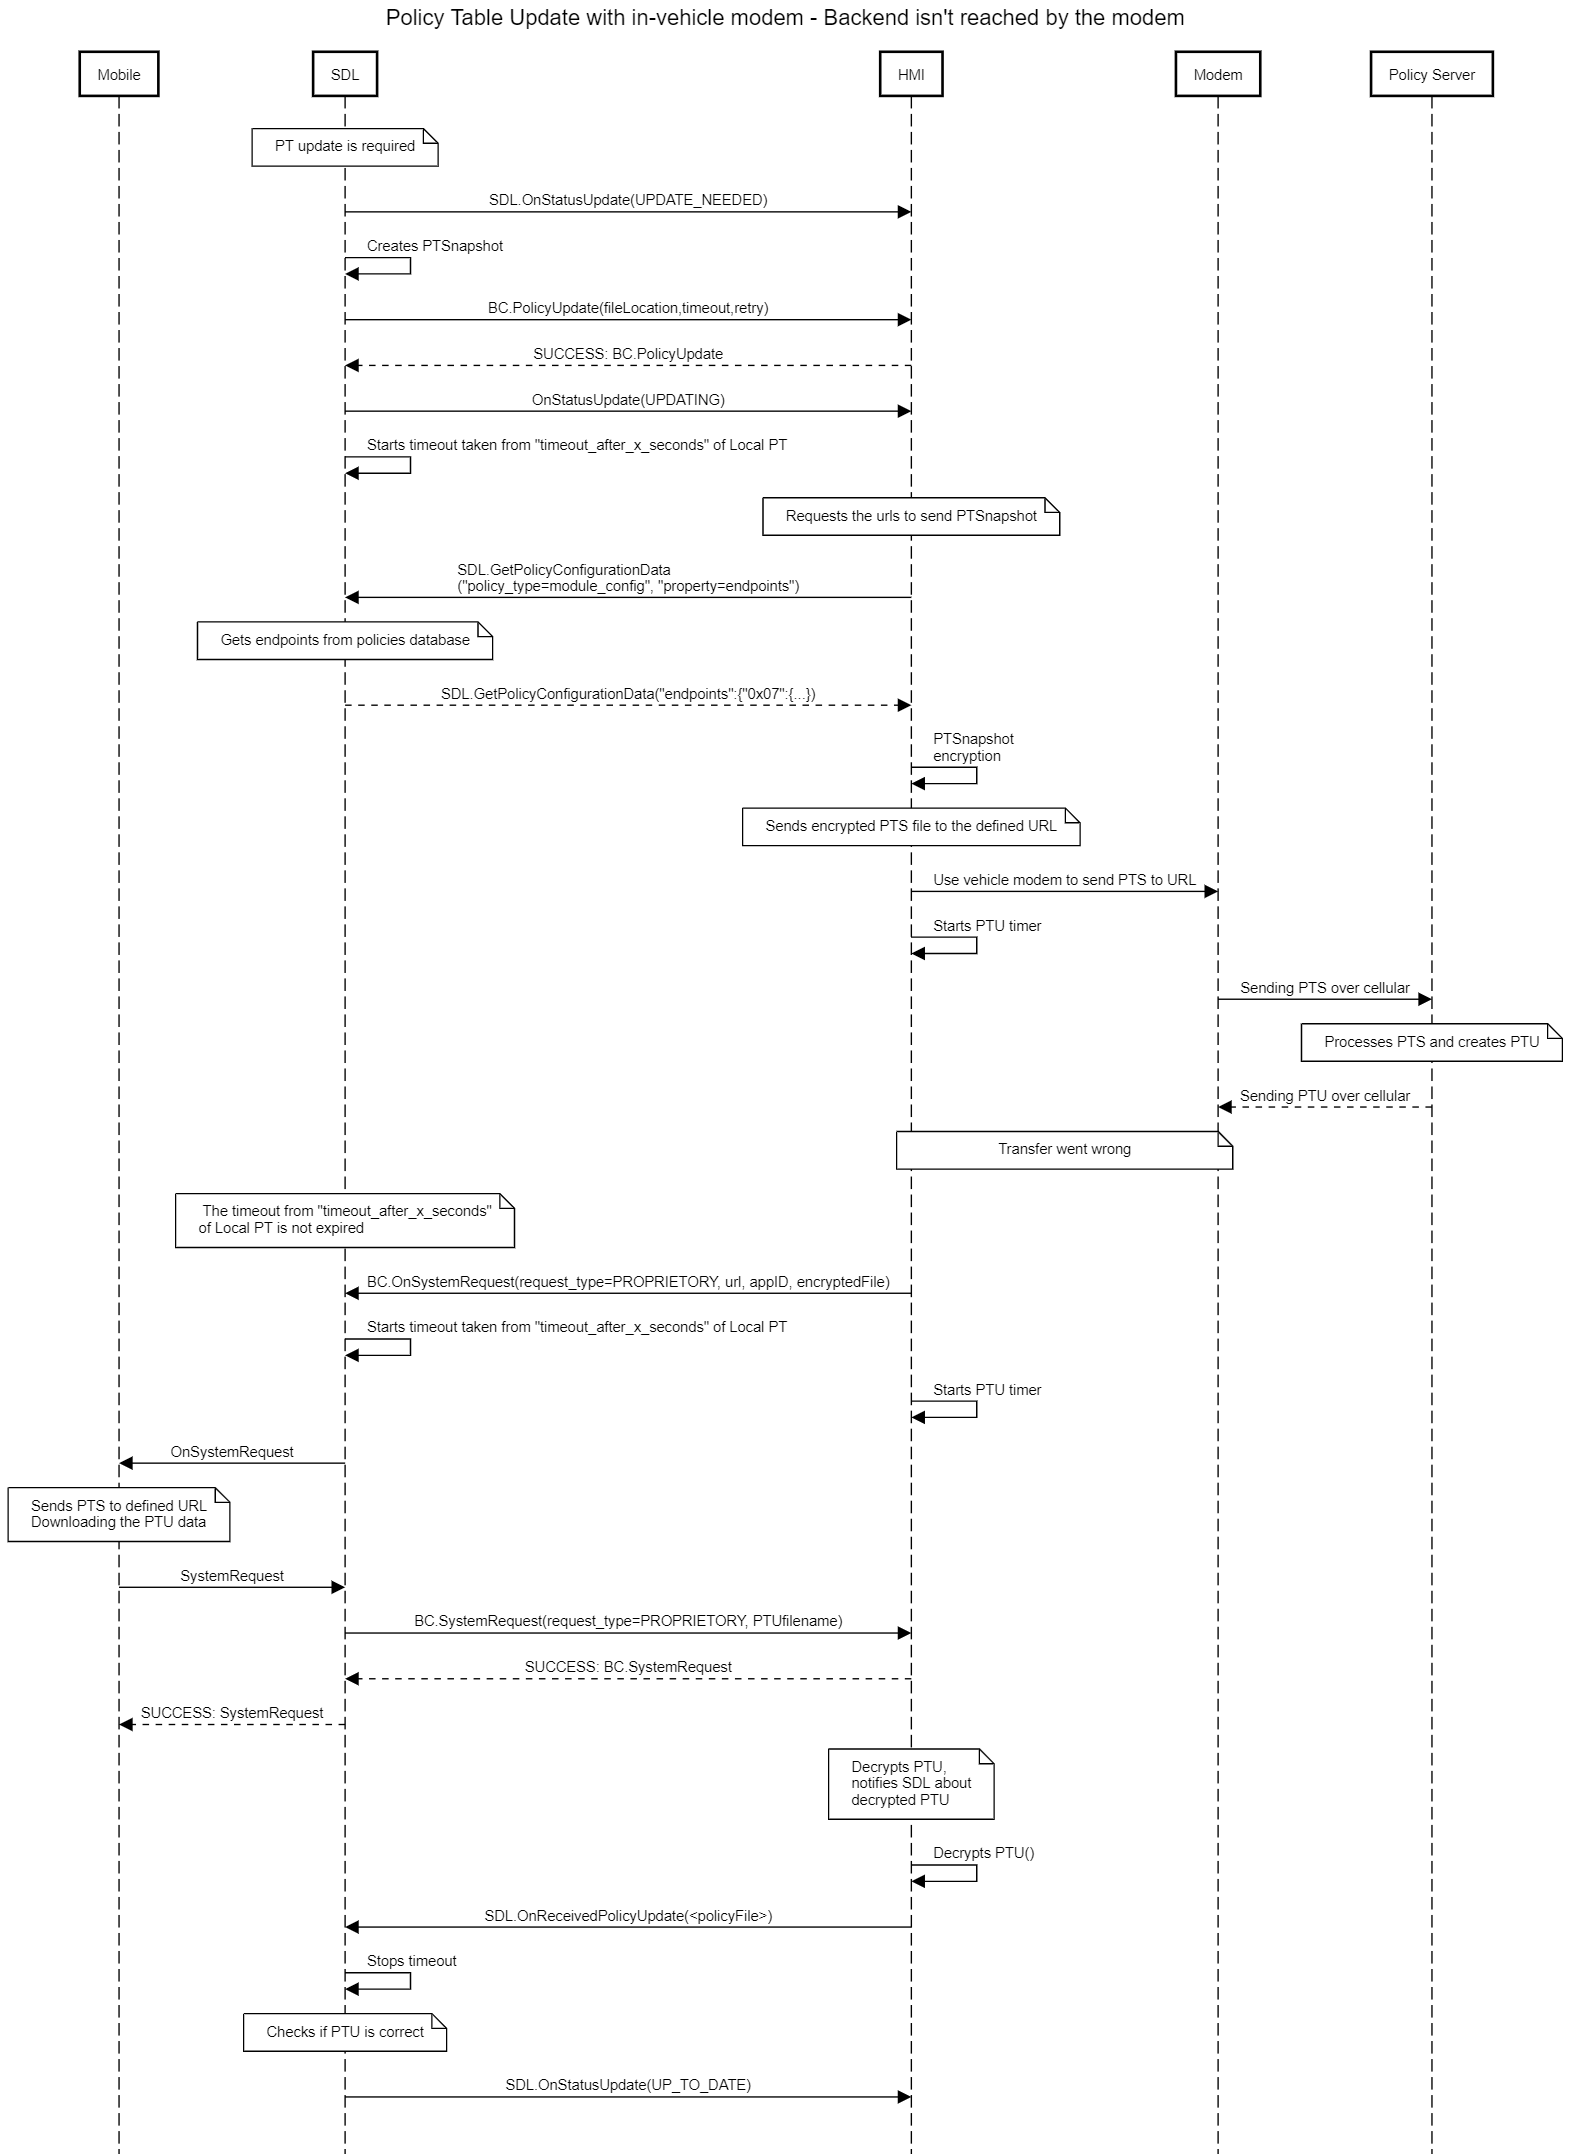 Policy Table Update with in-vehicle modem - Backend isn't reached by the modem
Mobile
SDL
HMI
Modem
Policy Server
PT update is required
SDL.OnStatusUpdate(UPDATE_NEEDED)
Creates PTSnapshot
BC.PolicyUpdate(fileLocation,timeout,retry)
SUCCESS: BC.PolicyUpdate
OnStatusUpdate(UPDATING)
Starts timeout taken from "timeout_after_x_seconds" of Local PT
Requests the urls to send PTSnapshot
SDL.GetPolicyConfigurationData
("policy_type=module_config", "property=endpoints")
Gets endpoints from policies database
SDL.GetPolicyConfigurationData("endpoints":{"0x07":{...})
PTSnapshot
encryption
Sends encrypted PTS file to the defined URL
Use vehicle modem to send PTS to URL
Starts PTU timer
Sending PTS over cellular
Processes PTS and creates PTU
Sending PTU over cellular
Transfer went wrong
The timeout from "timeout_after_x_seconds"
of Local PT is not expired
BC.OnSystemRequest(request_type=PROPRIETORY, url, appID, encryptedFile)
Starts timeout taken from "timeout_after_x_seconds" of Local PT
Starts PTU timer
OnSystemRequest
Sends PTS to defined URL
Downloading the PTU data
SystemRequest
BC.SystemRequest(request_type=PROPRIETORY, PTUfilename)
SUCCESS: BC.SystemRequest
SUCCESS: SystemRequest
Decrypts PTU,
notifies SDL about
decrypted PTU
Decrypts PTU()
SDL.OnReceivedPolicyUpdate(<policyFile>)
Stops timeout
Checks if PTU is correct
SDL.OnStatusUpdate(UP_TO_DATE)